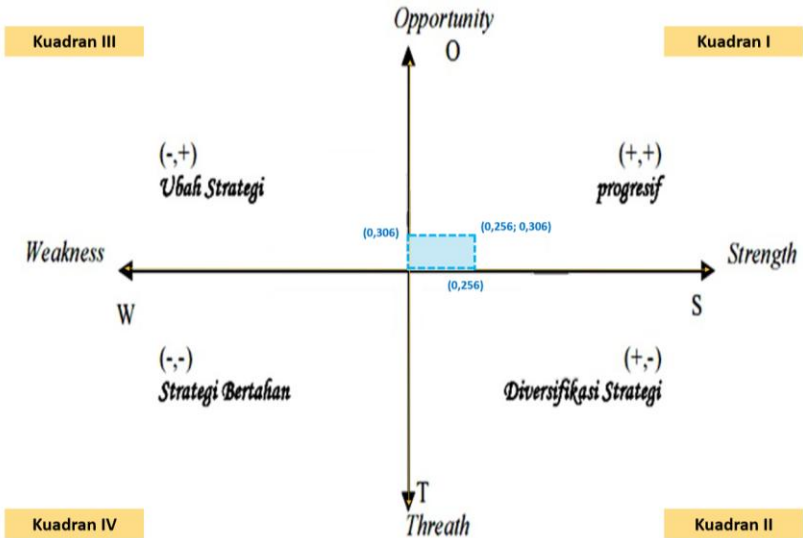 Opportunity
Kuadran III
Kuadran I
O
(-,+)
Ubah Strategi
(+,+)
progresif
(0,306)
(0,256; 0,306)
Weakness
Strength
(0,256)
W
S
(-,-)
Strategi Bertahan
(+,-)
Diversifikasi Strategi
T
Kuadran IV
Threath
Kuadran II